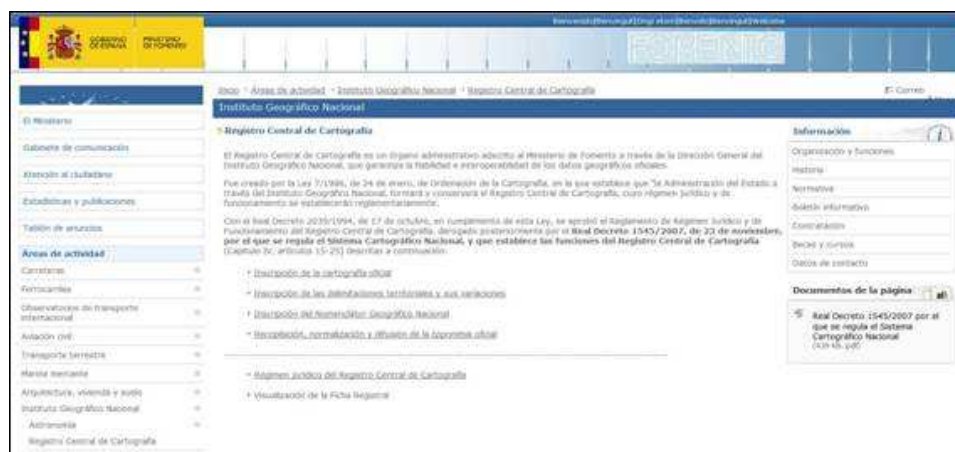 Bienvenido|Benvingut|Ongi etorri|Benvido|Benvingut|Welcome
GOBIERNO DE ESPAÑA
MINISTERIO DE FOMENTO
FOMENTO
Inicio
Áreas de actividad
Instituto Geográfico Nacional
Registro Central de Cartografía
Correo
Instituto Geográfico Nacional
El Ministerio
Gabinete de comunicación
Atención al ciudadano
Estadísticas y publicaciones
Tablón de anuncios
Áreas de actividad
Carreteras
Ferrocarriles
Observatorios de transporte
internacional
Aviación civil
Transporte terrestre
Marina mercante
Arquitectura, vivienda y suelo
Instituto Geográfico Nacional
Astronomía
Registro Central de Cartografía
Registro Central de Cartografía
El Registro Central de Cartografía es un órgano administrativo adscrito al Ministerio de Fomento a través de la Dirección General del
Instituto Geográfico Nacional, que garantiza la fiabilidad e interoperabilidad de los datos geográficos oficiales.
Fue creado por la Ley 7/1986, de 24 de enero, de Ordenación de la Cartografía, en la que establece que "la Administración del Estado a
través del Instituto Geográfico Nacional, formará y conservará el Registro Central de Cartografía, cuyo régimen jurídico y de
funcionamiento se establecerán reglamentariamente.
Con el Real Decreto 2039/1994, de 17 de octubre, en cumplimiento de esta Ley, se aprobó el Reglamento de Régimen Jurídico y de
Funcionamiento del Registro Central de Cartografía, derogado posteriormente por el Real Decreto 1545/2007, de 23 de noviembre,
por el que se regula el Sistema Cartográfico Nacional, y que establece las funciones del Registro Central de Cartografía
(Capítulo IV, artículos 15-25) descritas a continuación:
Inscripción de la cartografía oficial
Inscripción de las delimitaciones territoriales y sus variaciones
Inscripción del Nomenclátor Geográfico Nacional
Recopilación, normalización y difusión de la toponimia oficial
Régimen jurídico del Registro Central de Cartografía
Visualización de la Ficha Registral
Información
Organización y funciones
Historia
Normativa
Boletín informativo
Contratación
Becas y cursos
Datos de contacto
Documentos de la página
Real Decreto 1545/2007 por el
que se regula el Sistema
Cartográfico Nacional
(439 kb. pdf)